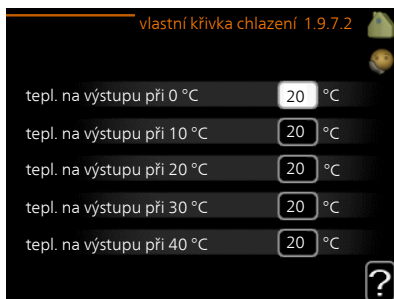 vlastní křivka chlazení 1.9.7.2
tepl. na výstupu při 0 °C 20 °C
tepl. na výstupu při 10 °C 20 °C
tepl. na výstupu při 20 °C 20 °C
tepl. na výstupu při 30 °C 20 °C
tepl. na výstupu při 40 °C 20 °C
?